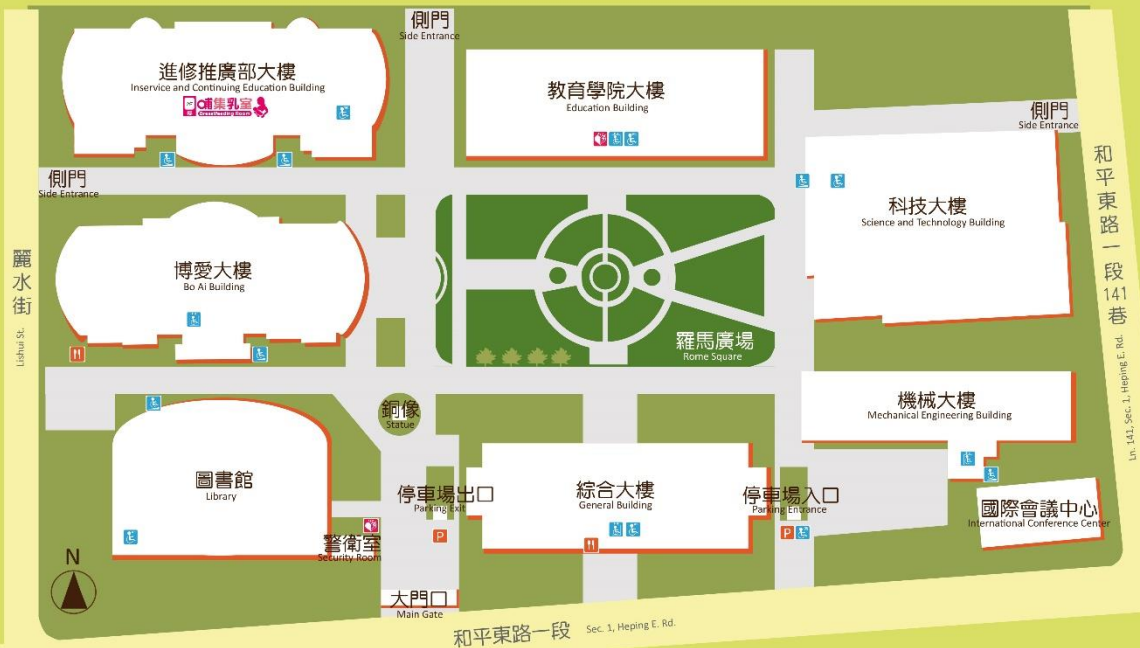 側門
Side Entrance
進修推廣部大樓
Inservice and Continuing Education Building
哺集乳室
Breastfeeding Room
教育學院大樓
Education Building
側門
Side Entrance
側門
Side Entrance
科技大樓
Science and Technology Building
和平東路一段141巷
Ln. 141, Sec. 1, Heping E. Rd.
麗水街
Lishui St.
博愛大樓
Bo Ai Building
羅馬廣場
Rome Square
銅像
Statue
機械大樓
Mechanical Engineering Building
圖書館
Library
停車場出口
Parking Exit
P
綜合大樓
General Building
停車場入口
Parking Entrance
P
國際會議中心
International Conference Center
警衛室
Security Room
N
大門口
Main Gate
和平東路一段 Sec. 1, Heping E. Rd.